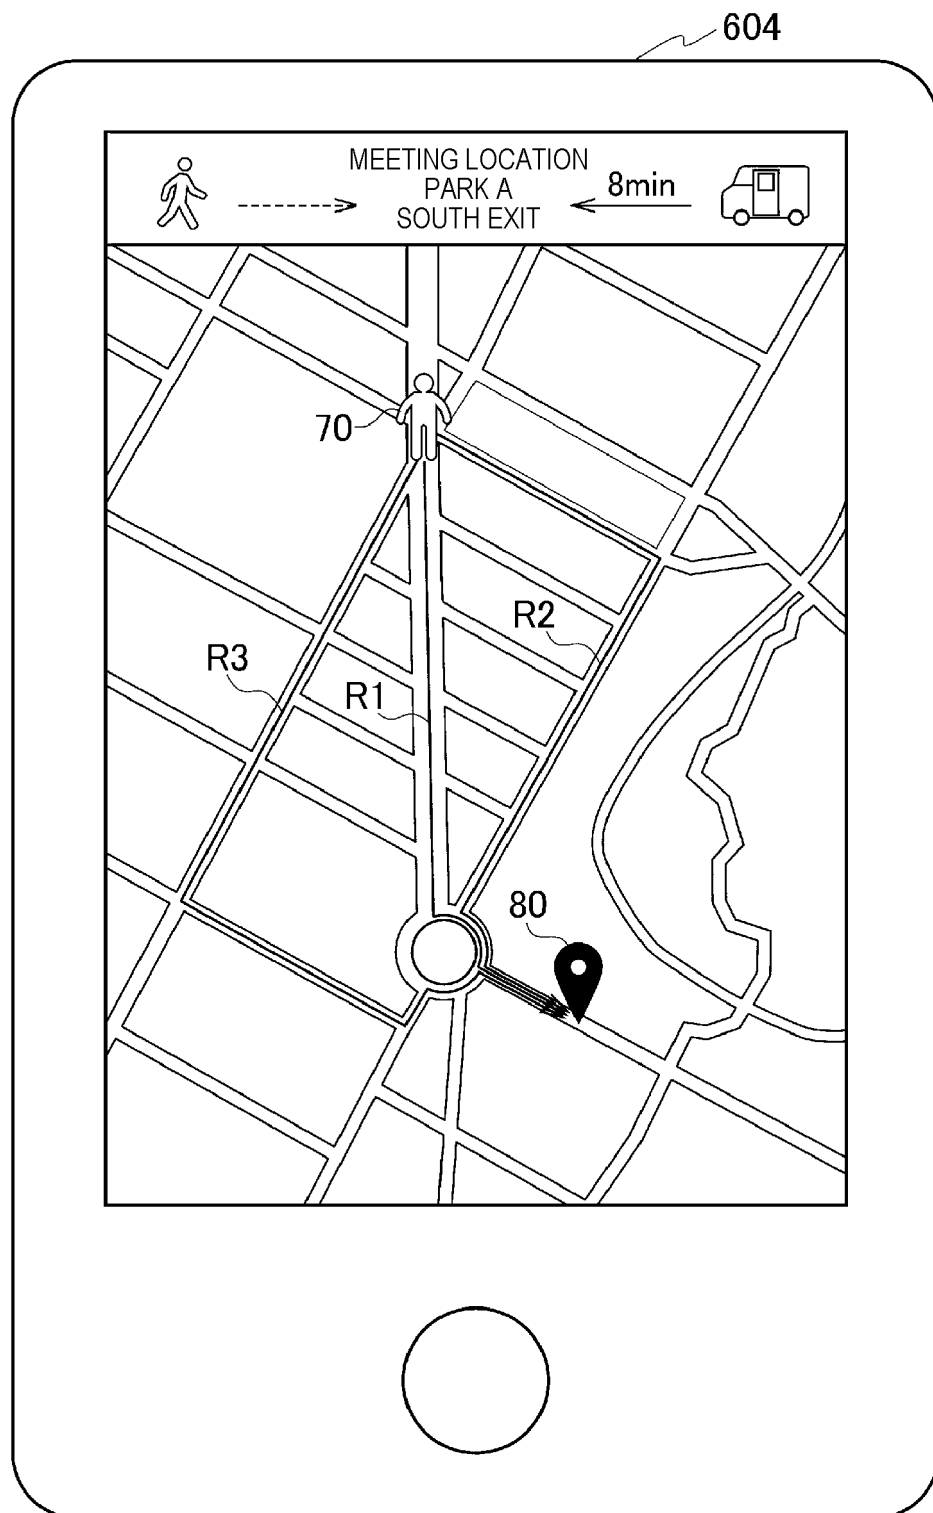 604
MEETING LOCATION
PARK A
SOUTH EXIT
8min
70
R2
R3
R1
80